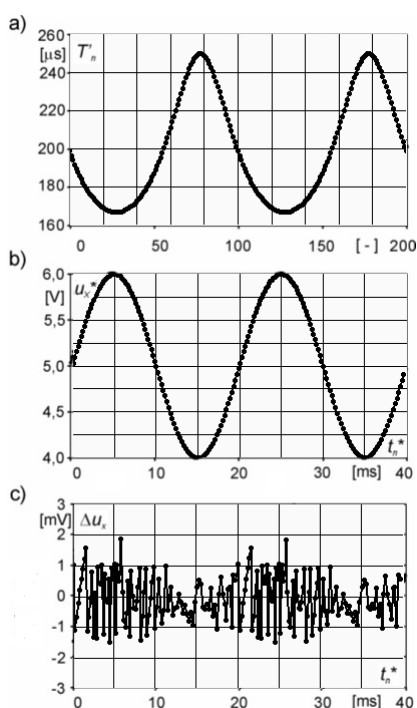 a)
260
[μs]
T'ₙ
240
220
200
180
160
0 50 100 150 [-] 200
b)
6,0
[V]
uₓ*
5,5
5,0
4,5
4,0
tₙ*
0 10 20 30 [ms] 40
c)
3
[mV]
Δuₓ
2
1
0
-1
-2
-3
tₙ*
0 10 20 30 [ms] 40